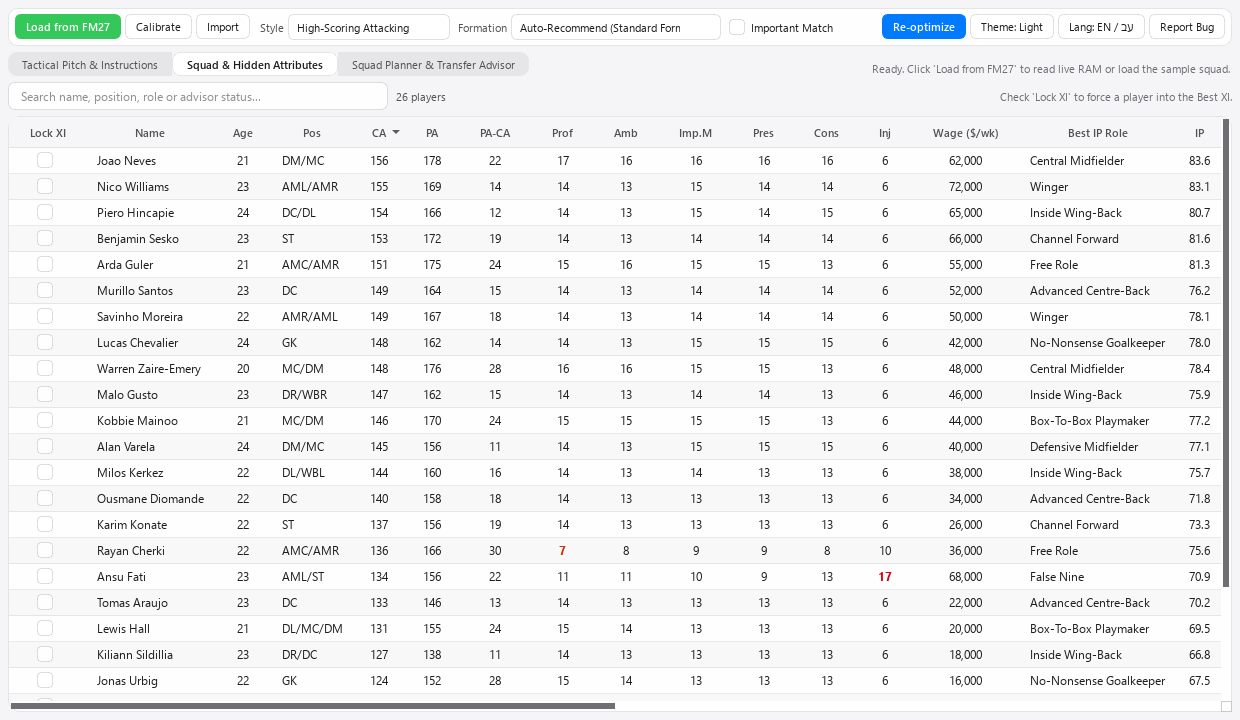 Load from FM27 Calibrate Import Style High-Scoring Attacking Formation Auto-Recommend (Standard Forn Important Match Re-optimize Theme: Light Lang: EN / עב Report Bug
Tactical Pitch & Instructions Squad & Hidden Attributes Squad Planner & Transfer Advisor Ready. Click 'Load from FM27' to read live RAM or load the sample squad.
Search name, position, role or advisor status... 26 players Check 'Lock XI' to force a player into the Best XI.
Lock XI Name Age Pos CA PA PA-CA Prof Amb Imp.M Pres Cons Inj Wage ($/wk) Best IP Role IP
Joao Neves 21 DM/MC 156 178 22 17 16 16 16 16 6 62,000 Central Midfielder 83.6
Nico Williams 23 AML/AMR 155 169 14 14 13 15 14 14 6 72,000 Winger 83.1
Piero Hincapie 24 DC/DL 154 166 12 14 13 15 14 15 6 65,000 Inside Wing-Back 80.7
Benjamin Sesko 23 ST 153 172 19 14 13 14 14 14 6 66,000 Channel Forward 81.6
Arda Guler 21 AMC/AMR 151 175 24 15 16 15 15 13 6 55,000 Free Role 81.3
Murillo Santos 23 DC 149 164 15 14 13 14 14 14 6 52,000 Advanced Centre-Back 76.2
Savinho Moreira 22 AMR/AML 149 167 18 14 13 14 14 14 6 50,000 Winger 78.1
Lucas Chevalier 24 GK 148 162 14 14 13 15 15 15 6 42,000 No-Nonsense Goalkeeper 78.0
Warren Zaire-Emery 20 MC/DM 148 176 28 16 16 15 15 13 6 48,000 Central Midfielder 78.4
Malo Gusto 23 DR/WBR 147 162 15 14 13 14 14 13 6 46,000 Inside Wing-Back 75.9
Kobbie Mainoo 21 MC/DM 146 170 24 15 15 15 15 13 6 44,000 Box-To-Box Playmaker 77.2
Alan Varela 24 DM/MC 145 156 11 14 13 15 15 15 6 40,000 Defensive Midfielder 77.1
Milos Kerkez 22 DL/WBL 144 160 16 14 13 14 13 13 6 38,000 Inside Wing-Back 75.7
Ousmane Diomande 22 DC 140 158 18 14 13 13 13 13 6 34,000 Advanced Centre-Back 71.8
Karim Konate 22 ST 137 156 19 14 13 13 13 13 6 26,000 Channel Forward 73.3
Rayan Cherki 22 AMC/AMR 136 166 30 7 8 9 9 8 10 36,000 Free Role 75.6
Ansu Fati 23 AML/ST 134 156 22 11 11 10 9 13 17 68,000 False Nine 70.9
Tomas Araujo 23 DC 133 146 13 14 13 13 13 13 6 22,000 Advanced Centre-Back 70.2
Lewis Hall 21 DL/MC/DM 131 155 24 15 14 13 13 13 6 20,000 Box-To-Box Playmaker 69.5
Kiliann Sildillia 23 DR/DC 127 138 11 14 13 13 13 13 6 18,000 Inside Wing-Back 66.8
Jonas Urbig 22 GK 124 152 28 15 14 13 13 13 6 16,000 No-Nonsense Goalkeeper 67.5